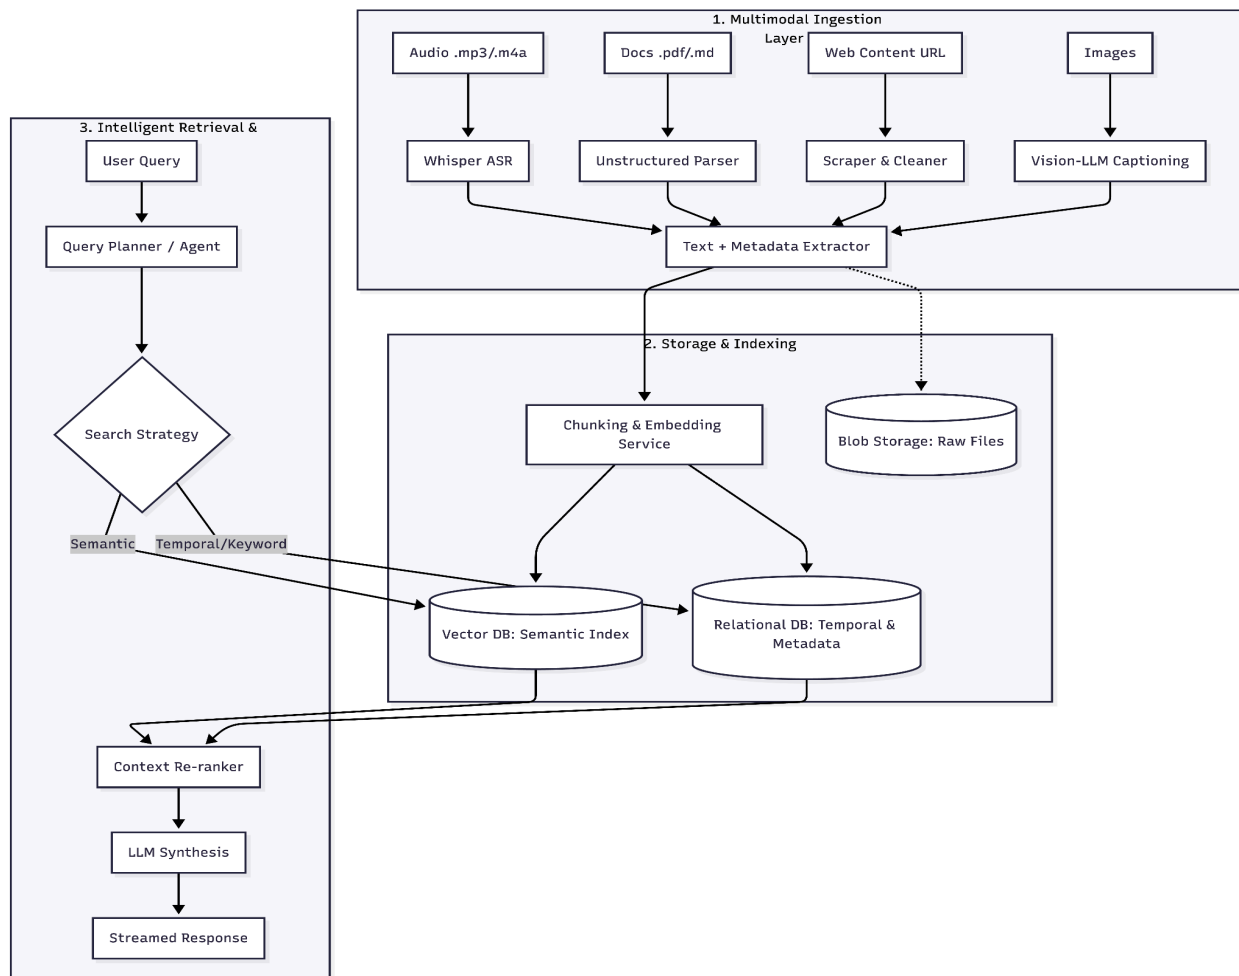 1. Multimodal Ingestion
Layer
Audio .mp3/.m4a
Docs .pdf/.md
Web Content URL
Images
Whisper ASR
Unstructured Parser
Scraper & Cleaner
Vision-LLM Captioning
Text + Metadata Extractor
2. Storage & Indexing
Chunking & Embedding
Service
Blob Storage: Raw Files
Vector DB: Semantic Index
Relational DB: Temporal &
Metadata
3. Intelligent Retrieval &
User Query
Query Planner / Agent
Search Strategy
Semantic
Temporal/Keyword
Context Re-ranker
LLM Synthesis
Streamed Response